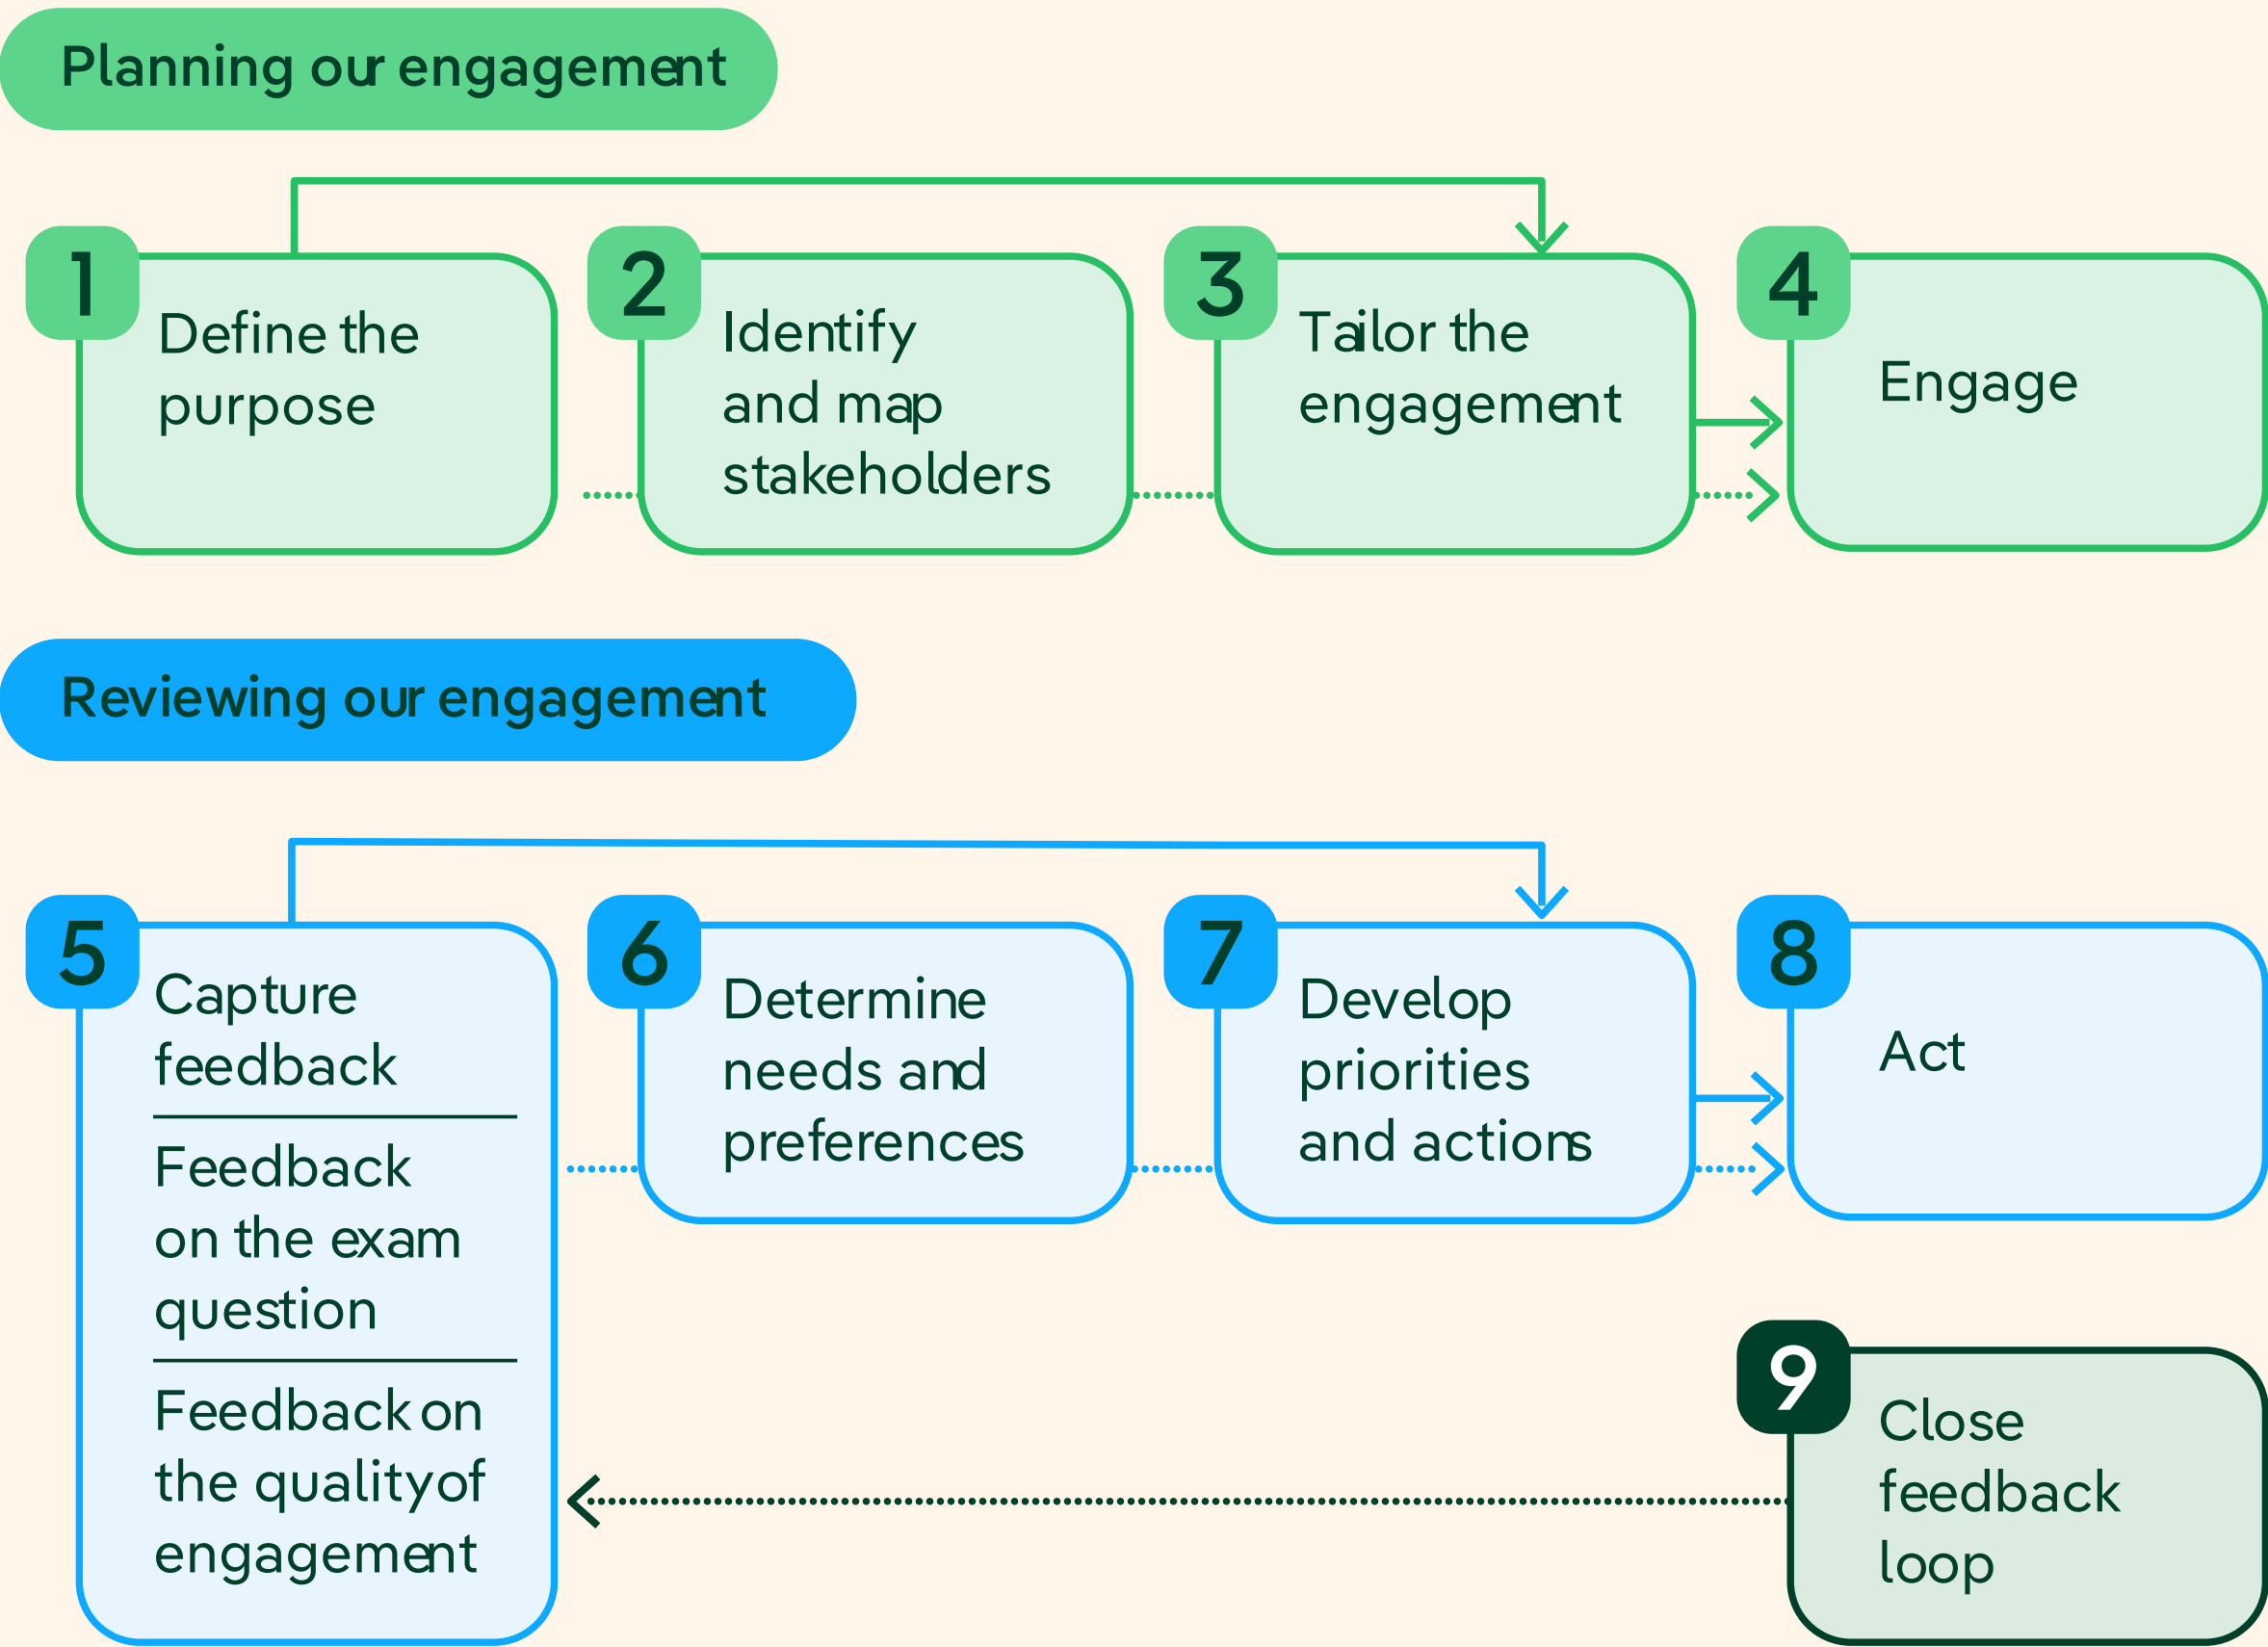 Planning our engagement
1
Define the
purpose
2
Identify
and map
stakeholders
3
Tailor the
engagement
4
Engage
Reviewing our engagement
5
Capture
feedback
Feedback
on the exam
question
Feedback on
the quality of
engagement
6
Determine
needs and
preferences
7
Develop
priorities
and actions
8
Act
9
Close
feedback
loop